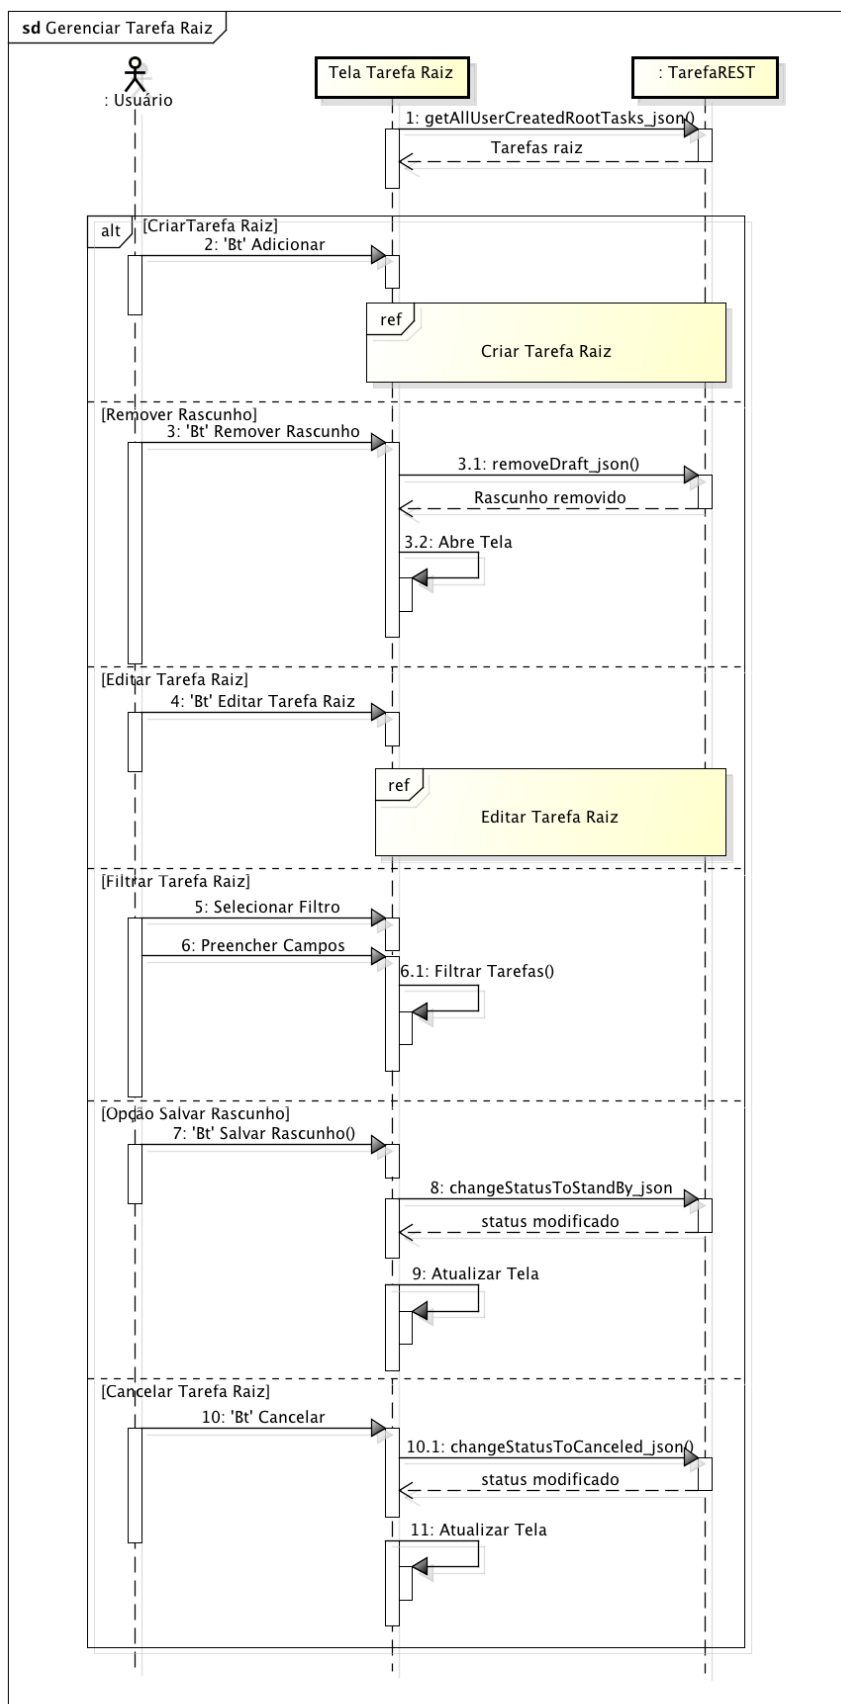 sd Gerenciar Tarefa Raiz
: Usuário
Tela Tarefa Raiz
: TarefaREST
1: getAllUserCreatedRootTasks_json()
Tarefas raiz
alt
[CriarTarefa Raiz]
2: 'Bt' Adicionar
ref
Criar Tarefa Raiz
[Remover Rascunho]
3: 'Bt' Remover Rascunho
3.1: removeDraft_json()
Rascunho removido
3.2: Abre Tela
[Editar Tarefa Raiz]
4: 'Bt' Editar Tarefa Raiz
ref
Editar Tarefa Raiz
[Filtrar Tarefa Raiz]
5: Selecionar Filtro
6: Preencher Campos
6.1: Filtrar Tarefas()
[Opção Salvar Rascunho]
7: 'Bt' Salvar Rascunho()
8: changeStatusToStandBy_json
status modificado
9: Atualizar Tela
[Cancelar Tarefa Raiz]
10: 'Bt' Cancelar
10.1: changeStatusToCanceled_json()
status modificado
11: Atualizar Tela